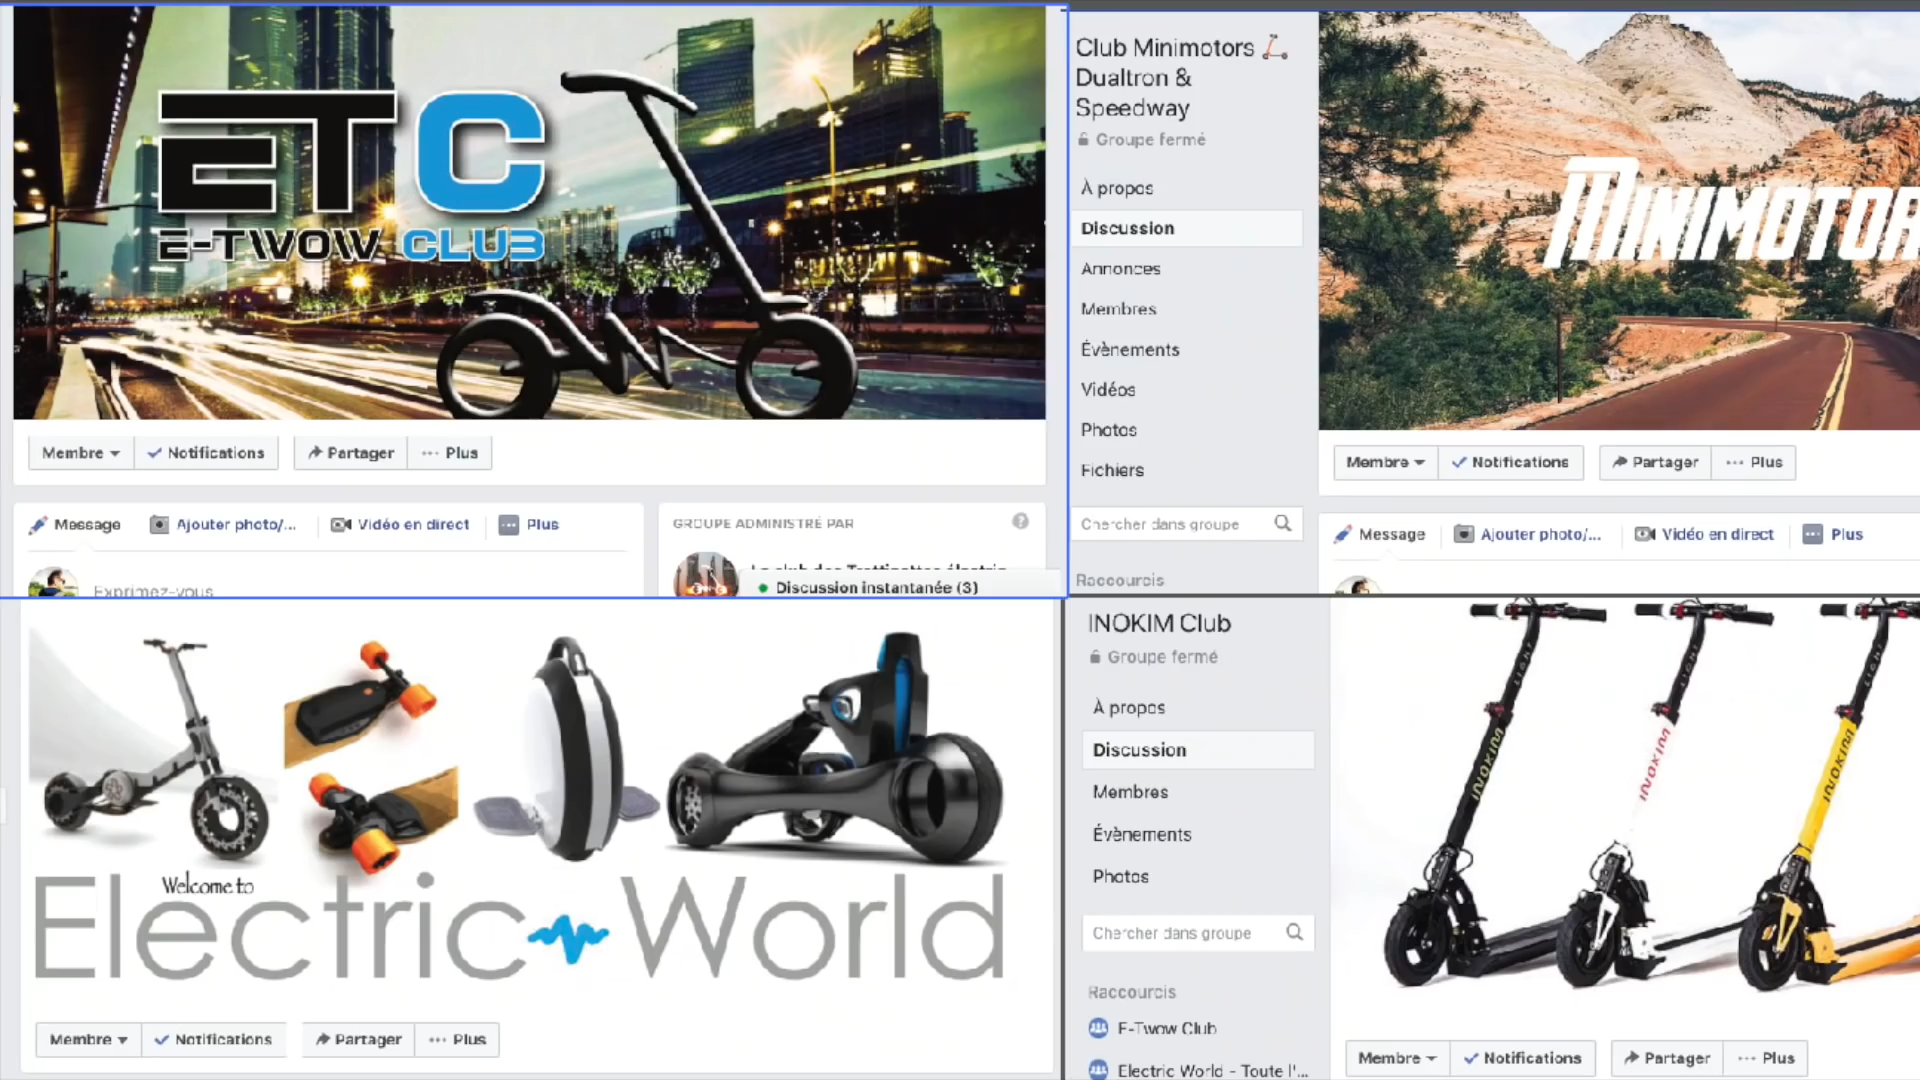 ETC
E-TWOW CLUB
Membre
Notifications
Partager
Plus
Message
Ajouter photo/...
Vidéo en direct
Plus
Exprimez-vous
GROUPE ADMINISTRÉ PAR
Discussion instantanée (3)
Club Minimotors
Dualtron &
Speedway
Groupe fermé
À propos
Discussion
Annonces
Membres
Évènements
Vidéos
Photos
Fichiers
Chercher dans groupe
Raccourcis
MINIMOTOR
Membre
Notifications
Partager
Plus
Message
Ajouter photo/...
Vidéo en direct
Plus
Welcome to
Electric World
Membre
Notifications
Partager
Plus
INOKIM Club
Groupe fermé
À propos
Discussion
Membres
Évènements
Photos
Chercher dans groupe
Raccourcis
E-Twow Club
Electric World - Toute l'...
LIGHT
INOKIM
LIGHT
INOKIM
LIGHT
INOKIM
Membre
Notifications
Partager
Plus